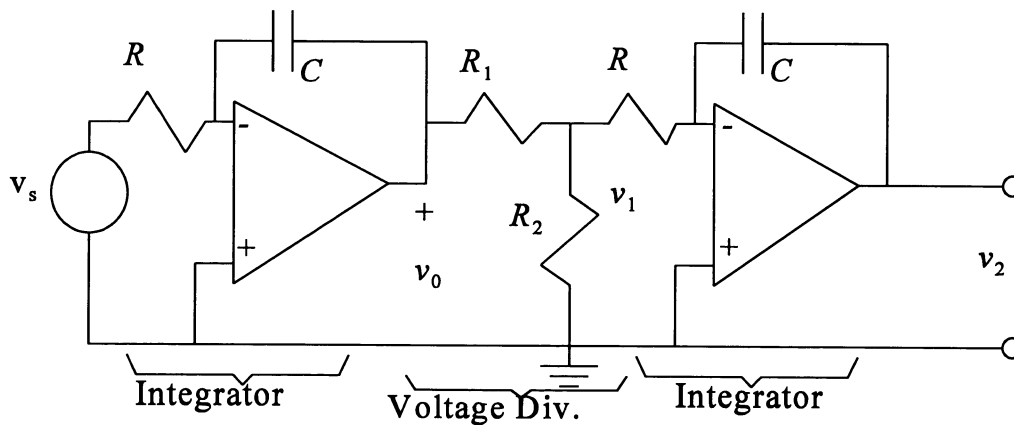 R
C
R₁
R
C
-
-
vₛ
v₁
+
R₂
+
+
v₀
v₂
Integrator
Voltage Div.
Integrator